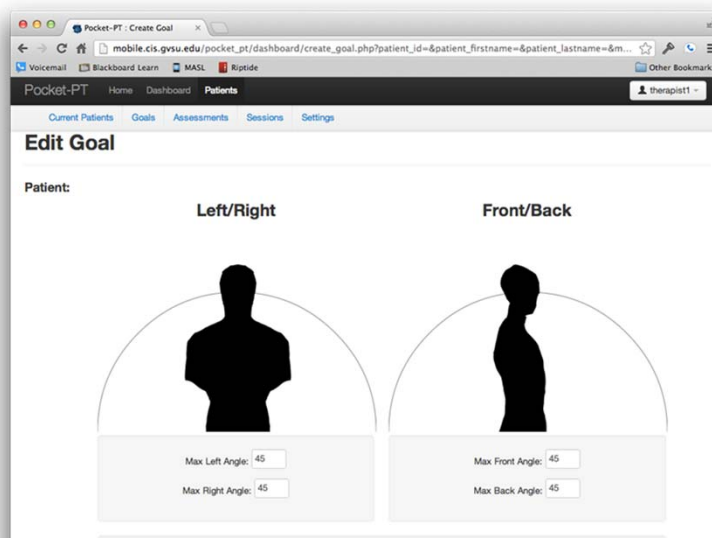 Pocket-PT : Create Goal
mobile.cis.gvsu.edu/pocket_pt/dashboard/create_goal.php?patient_id=&patient_firstname=&patient_lastname=&m...
Voicemail Blackboard Learn MASL Riptide Other Bookmark
Pocket-PT Home Dashboard Patients therapist1
Current Patients Goals Assessments Sessions Settings
Edit Goal
Patient:
Left/Right Front/Back
Max Left Angle: 45 Max Front Angle: 45
Max Right Angle: 45 Max Back Angle: 45